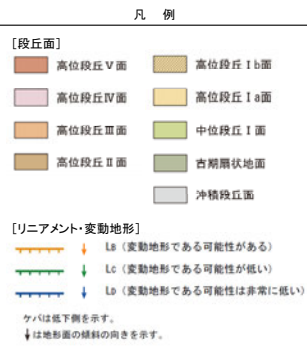 凡 例
[段丘面]
高位段丘Ⅴ面
高位段丘Ⅳ面
高位段丘Ⅲ面
高位段丘Ⅱ面
高位段丘Ⅰb面
高位段丘Ⅰa面
中位段丘Ⅰ面
古期扇状地面
沖積段丘面
[リニアメント・変動地形]
LB（変動地形である可能性がある）
LC（変動地形である可能性が低い）
LD（変動地形である可能性は非常に低い）
ケバは低下側を示す。
↓は地形面の傾斜の向きを示す。